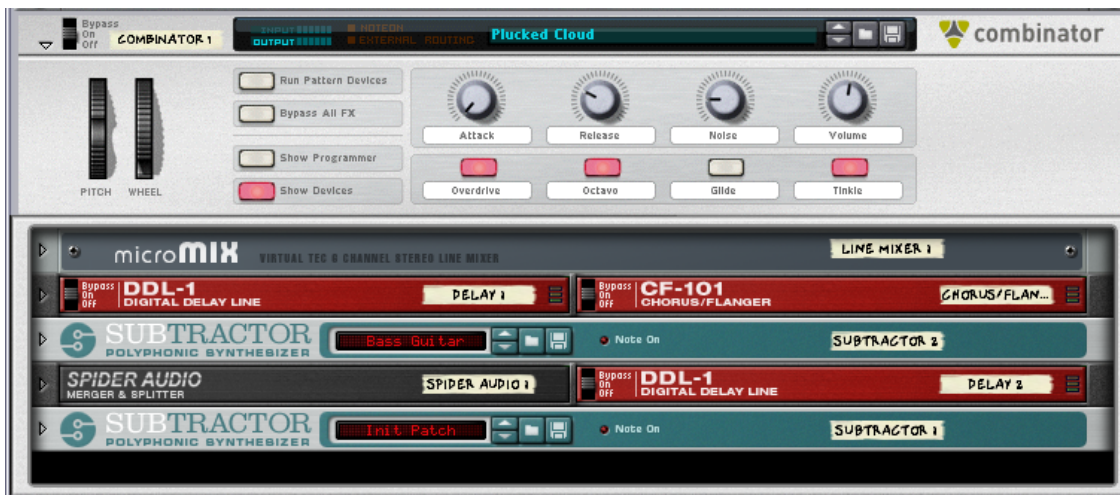 Bypass
On
Off
COMBINATOR 1
INPUT
OUTPUT
NOTEON
EXTERNAL ROUTING
Plucked Cloud
combinator
Run Pattern Devices
Bypass All FX
Show Programmer
Show Devices
PITCH WHEEL
Attack Release Noise Volume
Overdrive Octavo Glide Tinkle
microMIX VIRTUAL TEC 6 CHANNEL STEREO LINE MIXER LINE MIXER 1
Bypass
On
Off
DDL-1
DIGITAL DELAY LINE
DELAY 1
Bypass
On
Off
CF-101
CHORUS/FLANGER
CHORUS/FLAN...
SUBTRACTOR
POLYPHONIC SYNTHESIZER
Bass Guitar
Note On
SUBTRACTOR 2
SPIDER AUDIO
MERGER & SPLITTER
SPIDER AUDIO 1
Bypass
On
Off
DDL-1
DIGITAL DELAY LINE
DELAY 2
SUBTRACTOR
POLYPHONIC SYNTHESIZER
Init Patch
Note On
SUBTRACTOR 1